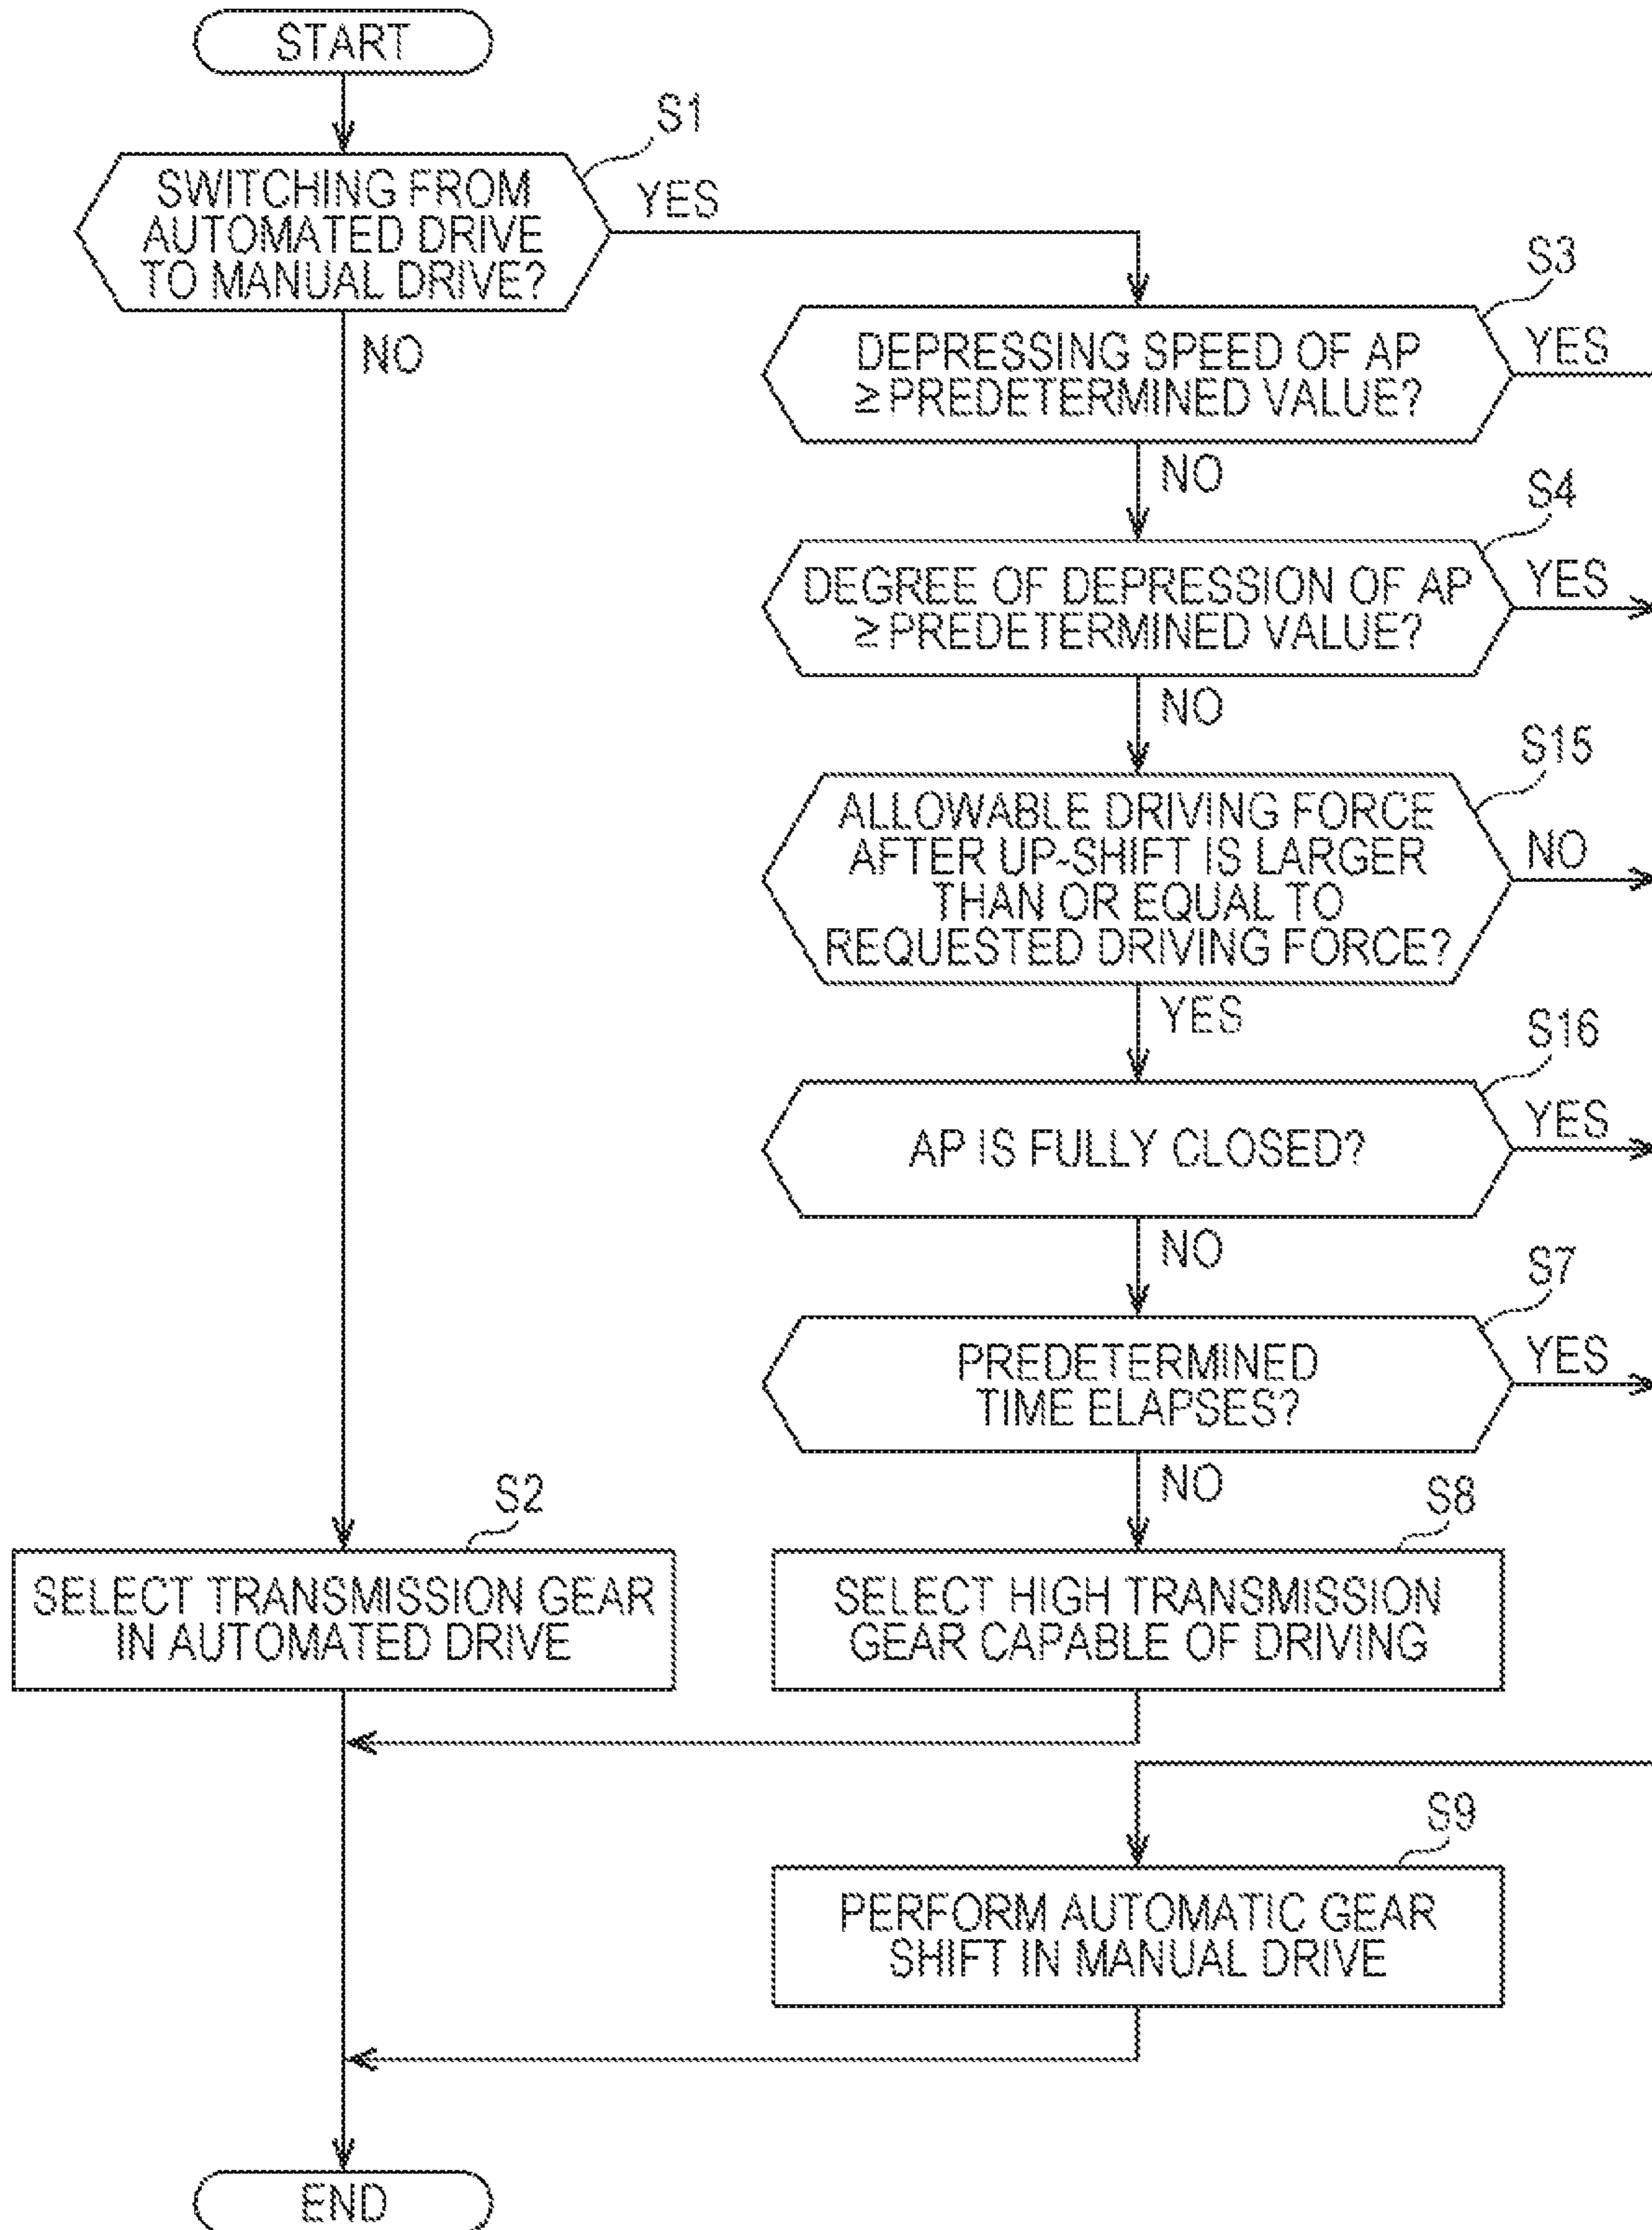 START
S1
SWITCHING FROM
AUTOMATED DRIVE
TO MANUAL DRIVE?
YES
NO
S3
DEPRESSING SPEED OF AP
≥ PREDETERMINED VALUE?
YES
NO
S4
DEGREE OF DEPRESSION OF AP
≥ PREDETERMINED VALUE?
YES
NO
S15
ALLOWABLE DRIVING FORCE
AFTER UP-SHIFT IS LARGER
THAN OR EQUAL TO
REQUESTED DRIVING FORCE?
NO
YES
S16
AP IS FULLY CLOSED?
YES
NO
S7
PREDETERMINED
TIME ELAPSES?
YES
NO
S2
SELECT TRANSMISSION GEAR
IN AUTOMATED DRIVE
S8
SELECT HIGH TRANSMISSION
GEAR CAPABLE OF DRIVING
S9
PERFORM AUTOMATIC GEAR
SHIFT IN MANUAL DRIVE
END